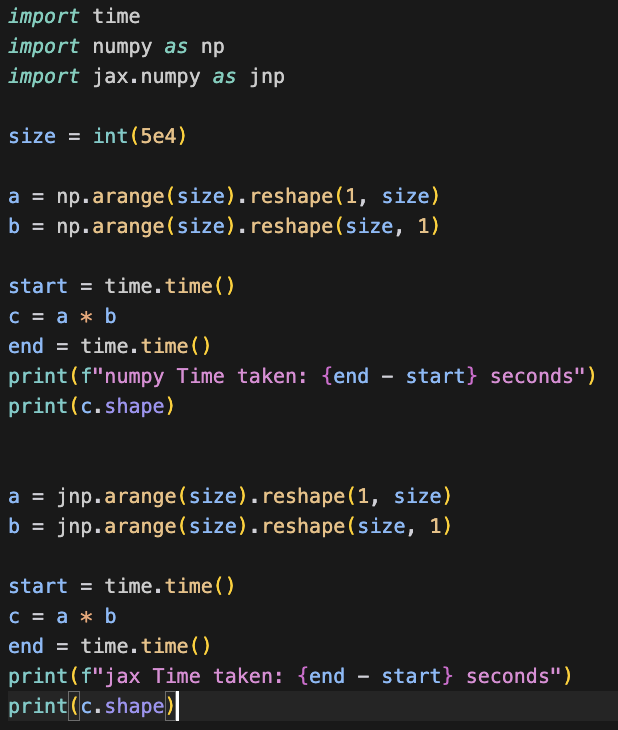 import time
import numpy as np
import jax.numpy as jnp
size = int(5e4)
a = np.arange(size).reshape(1, size)
b = np.arange(size).reshape(size, 1)
start = time.time()
c = a * b
end = time.time()
print(f"numpy Time taken: {end - start} seconds")
print(c.shape)
a = jnp.arange(size).reshape(1, size)
b = jnp.arange(size).reshape(size, 1)
start = time.time()
c = a * b
end = time.time()
print(f"jax Time taken: {end - start} seconds")
print(c.shape)